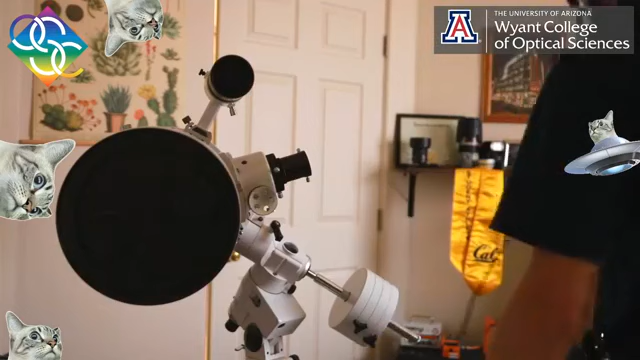 THE UNIVERSITY OF ARIZONA
Wyant College
of Optical Sciences
A
Cal